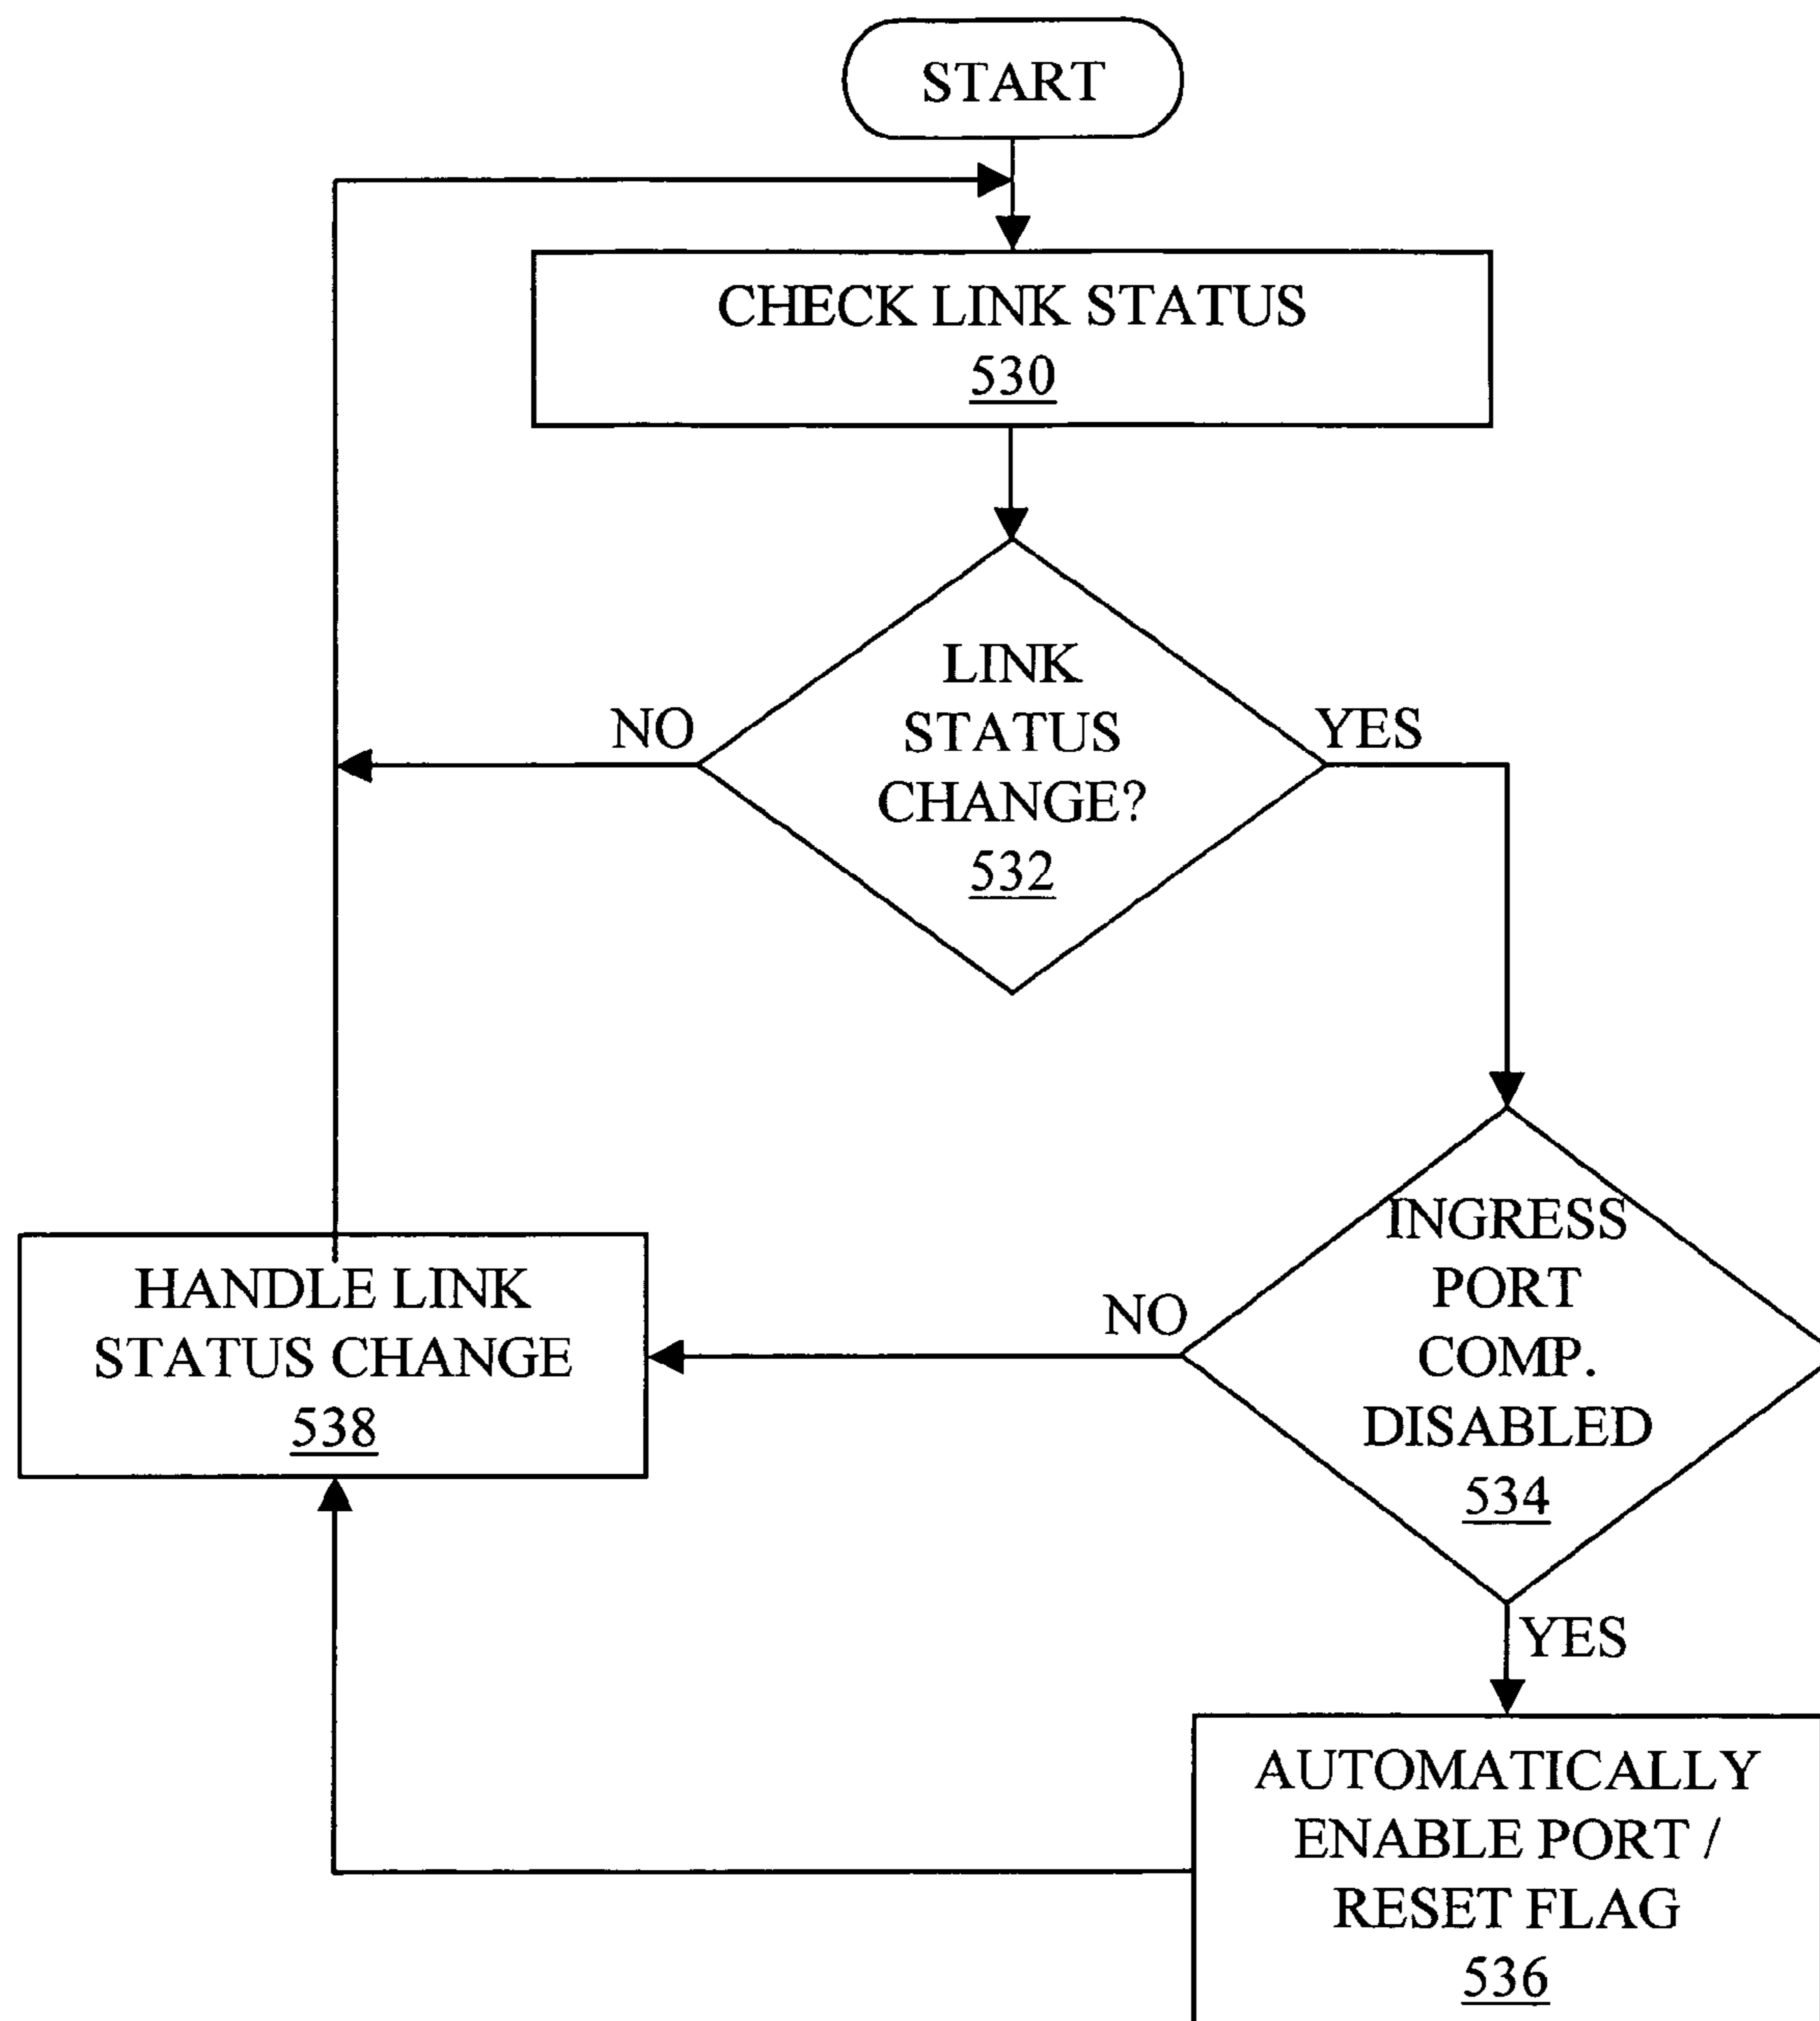 START
CHECK LINK STATUS
530
LINK
STATUS
CHANGE?
532
NO
YES
INGRESS
PORT
COMP.
DISABLED
534
NO
YES
HANDLE LINK
STATUS CHANGE
538
AUTOMATICALLY
ENABLE PORT /
RESET FLAG
536